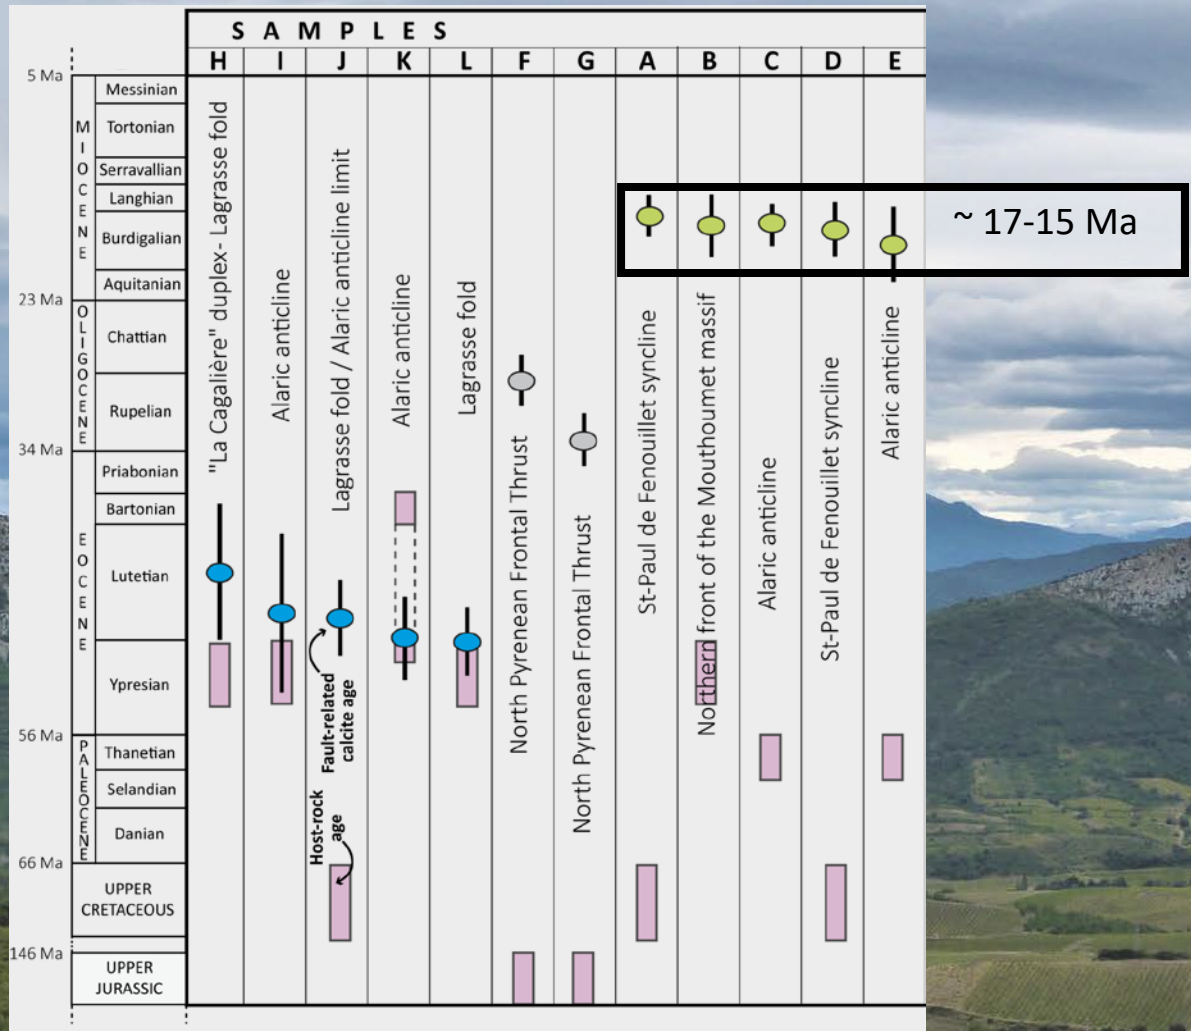 S A M P L E S
H I J K L F G A B C D E
5 Ma
MIOCENE
Messinian
Tortonian
Serravallian
Langhian
Burdigalian
Aquitanian
23 Ma
OLIGOCENE
Chattian
Rupelian
34 Ma
EOCENE
Priabonian
Bartonian
Lutetian
Ypresian
56 Ma
PALEOCENE
Thanetian
Selandian
Danian
66 Ma
UPPER
CRETACEOUS
146 Ma
UPPER
JURASSIC
"La Cagalière" duplex- Lagrasse fold
Alaric anticline
Lagrasse fold / Alaric anticline limit
Fault-related
calcite age
Host-rock
age
Alaric anticline
Lagrasse fold
North Pyrenean Frontal Thrust
North Pyrenean Frontal Thrust
St-Paul de Fenouillet syncline
Northern front of the Mouthoumet massif
Alaric anticline
St-Paul de Fenouillet syncline
Alaric anticline
~ 17-15 Ma